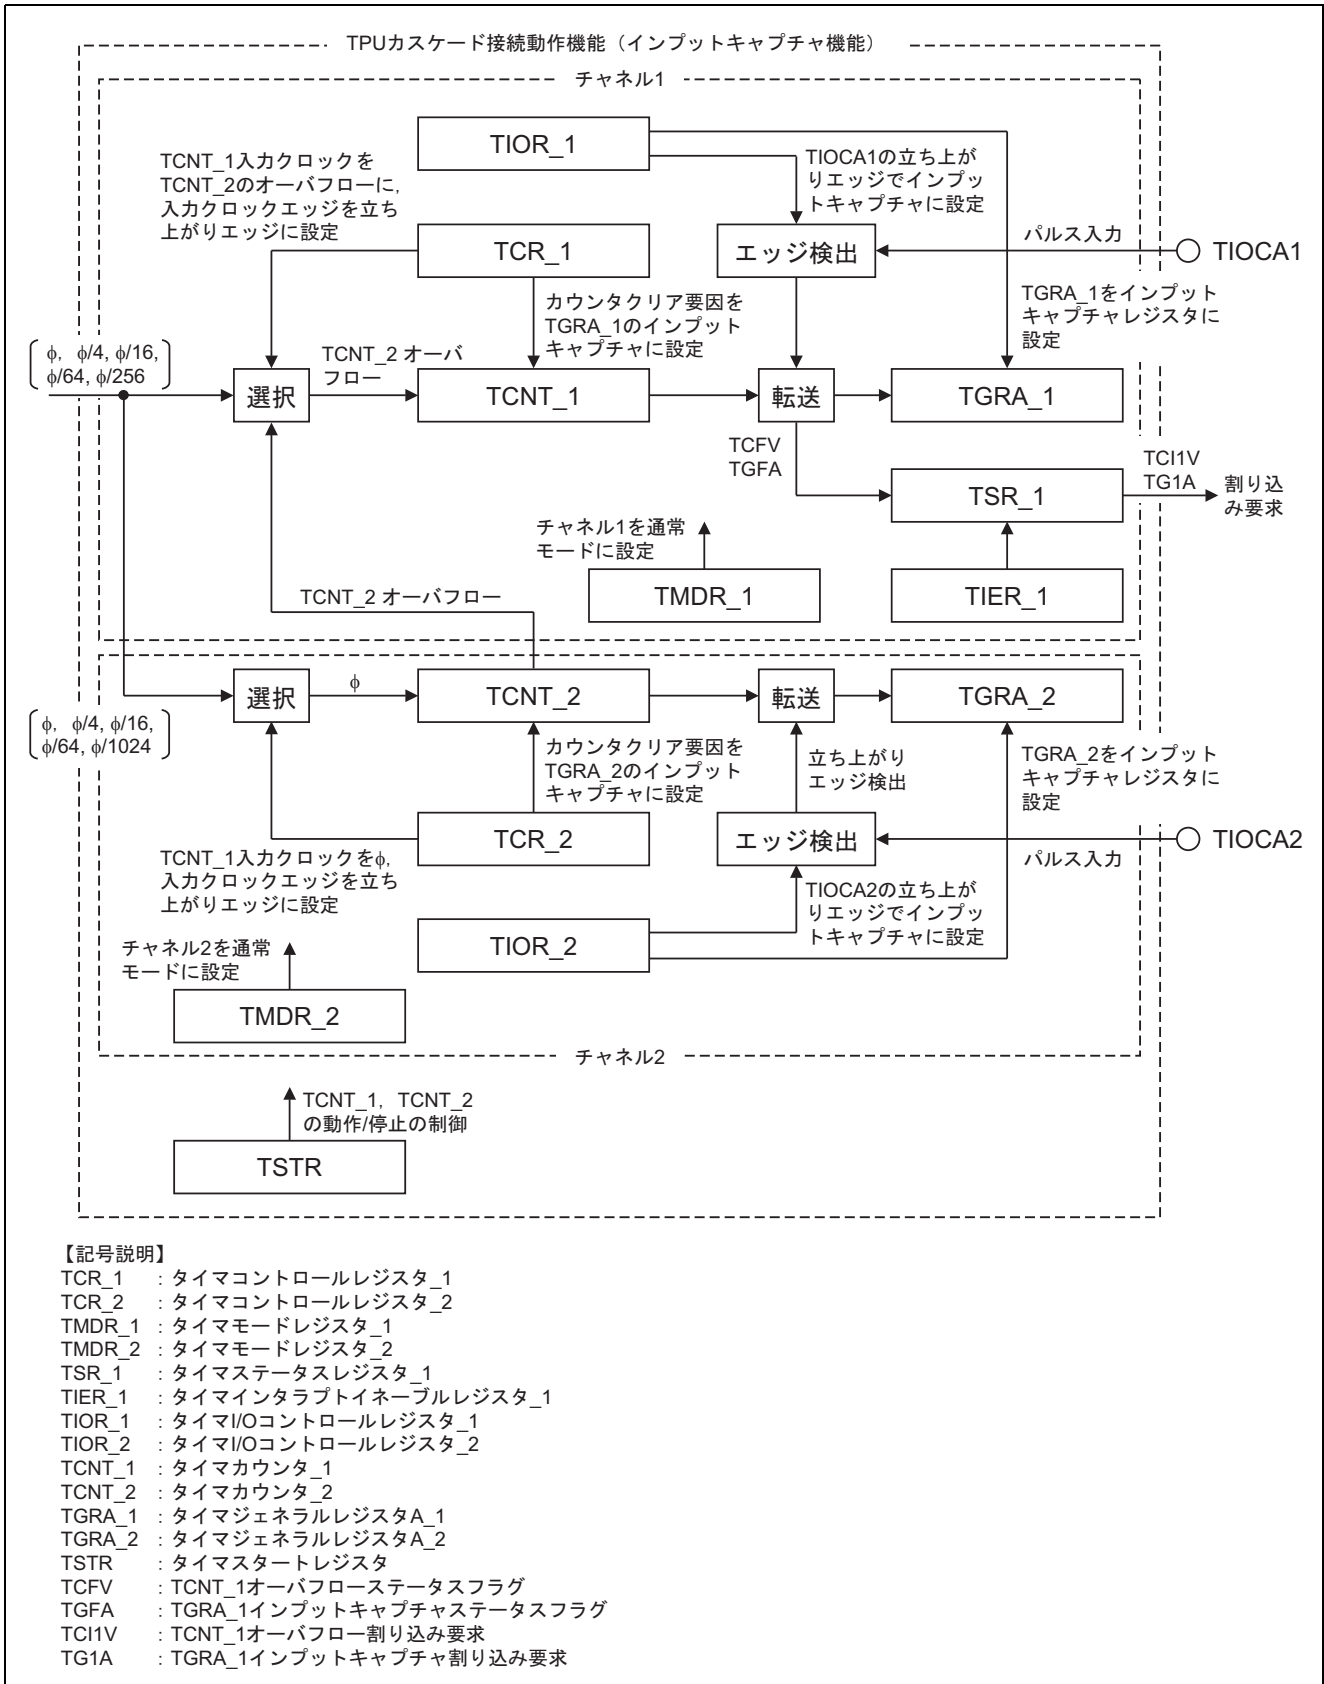 TPUカスケード接続動作機能（インプットキャプチャ機能）
チャネル1
TIOR_1
TCNT_1入力クロックを
TCNT_2のオーバフローに,
入力クロックエッジを立ち
上がりエッジに設定
TIOCA1の立ち上が
りエッジでインプッ
トキャプチャに設定
TCR_1
エッジ検出
パルス入力
TIOCA1
カウンタクリア要因を
TGRA_1のインプット
キャプチャに設定
TGRA_1をインプット
キャプチャレジスタに
設定
φ, φ/4, φ/16,
φ/64, φ/256
TCNT_2 オーバ
フロー
選択
TCNT_1
転送
TGRA_1
TCFV
TGFA
TSR_1
TCI1V
TG1A
割り込
み要求
チャネル1を通常
モードに設定
TMDR_1
TIER_1
TCNT_2 オーバフロー
選択
φ
TCNT_2
転送
TGRA_2
φ, φ/4, φ/16,
φ/64, φ/1024
カウンタクリア要因を
TGRA_2のインプット
キャプチャに設定
立ち上がり
エッジ検出
TGRA_2をインプット
キャプチャレジスタに
設定
TCR_2
エッジ検出
パルス入力
TIOCA2
TCNT_1入力クロックをφ,
入力クロックエッジを立ち
上がりエッジに設定
TIOCA2の立ち上が
りエッジでインプッ
トキャプチャに設定
TIOR_2
チャネル2を通常
モードに設定
TMDR_2
チャネル2
TCNT_1, TCNT_2
の動作/停止の制御
TSTR
【記号説明】
TCR_1 : タイマコントロールレジスタ_1
TCR_2 : タイマコントロールレジスタ_2
TMDR_1 : タイマモードレジスタ_1
TMDR_2 : タイマモードレジスタ_2
TSR_1 : タイマステータスレジスタ_1
TIER_1 : タイマインタラプトイネーブルレジスタ_1
TIOR_1 : タイマI/Oコントロールレジスタ_1
TIOR_2 : タイマI/Oコントロールレジスタ_2
TCNT_1 : タイマカウンタ_1
TCNT_2 : タイマカウンタ_2
TGRA_1 : タイマジェネラルレジスタA_1
TGRA_2 : タイマジェネラルレジスタA_2
TSTR : タイマスタートレジスタ
TCFV : TCNT_1オーバフローステータスフラグ
TGFA : TGRA_1インプットキャプチャステータスフラグ
TCI1V : TCNT_1オーバフロー割り込み要求
TG1A : TGRA_1インプットキャプチャ割り込み要求